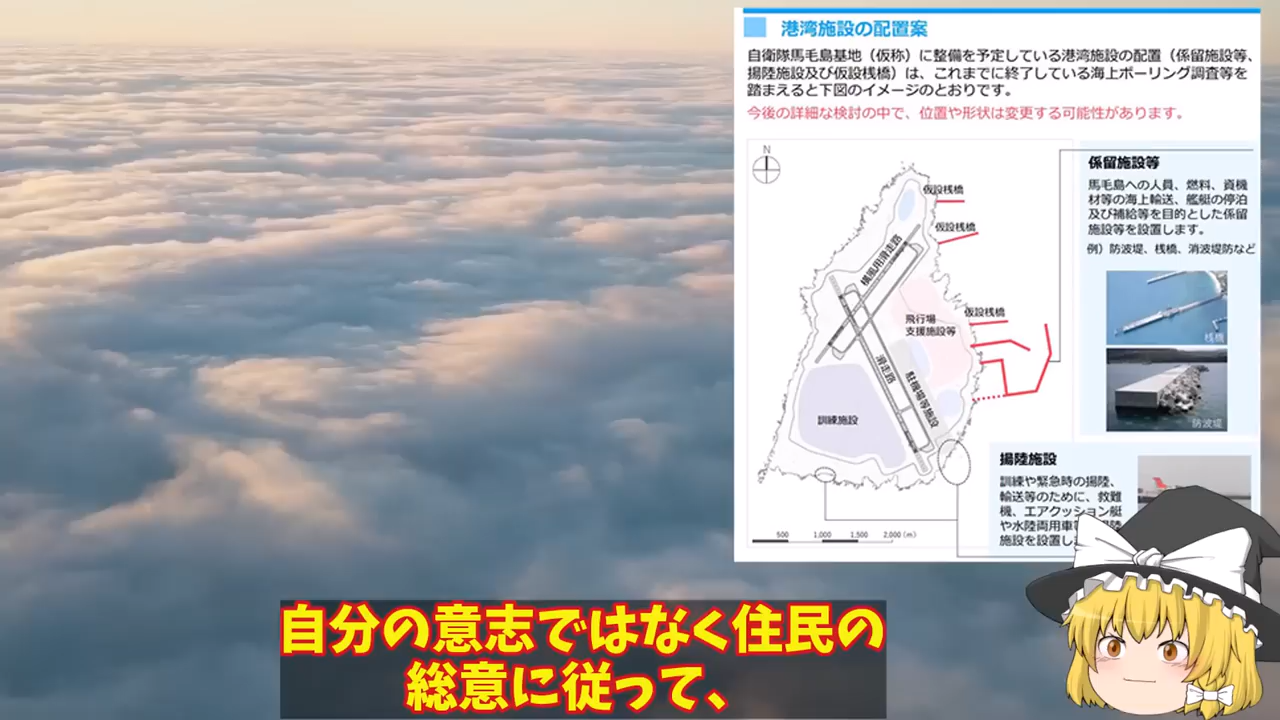 港湾施設の配置案
自衛隊馬毛島基地（仮称）に整備を予定している港湾施設の配置（係留施設等、
揚陸施設及び仮設桟橋）は、これまでに終了している海上ボーリング調査等を
踏まえると下図のイメージのとおりです。
今後の詳細な検討の中で、位置や形状は変更する可能性があります。
N
仮設桟橋
仮設桟橋
横風用滑走路
仮設桟橋
飛行場
支援施設等
滑走路
駐機場等施設
訓練施設
500 1,000 1,500 2,000 (m)
係留施設等
馬毛島への人員、燃料、資機
材等の海上輸送、艦艇の停泊
及び補給等を目的とした係留
施設等を設置します。
例）防波堤、桟橋、消波堤防など
桟橋
防波堤
揚陸施設
訓練や緊急時の揚陸、
輸送等のために、救難
機、エアクッション艇
や水陸両用車
施設を設置し
自分の意志ではなく住民の
総意に従って、